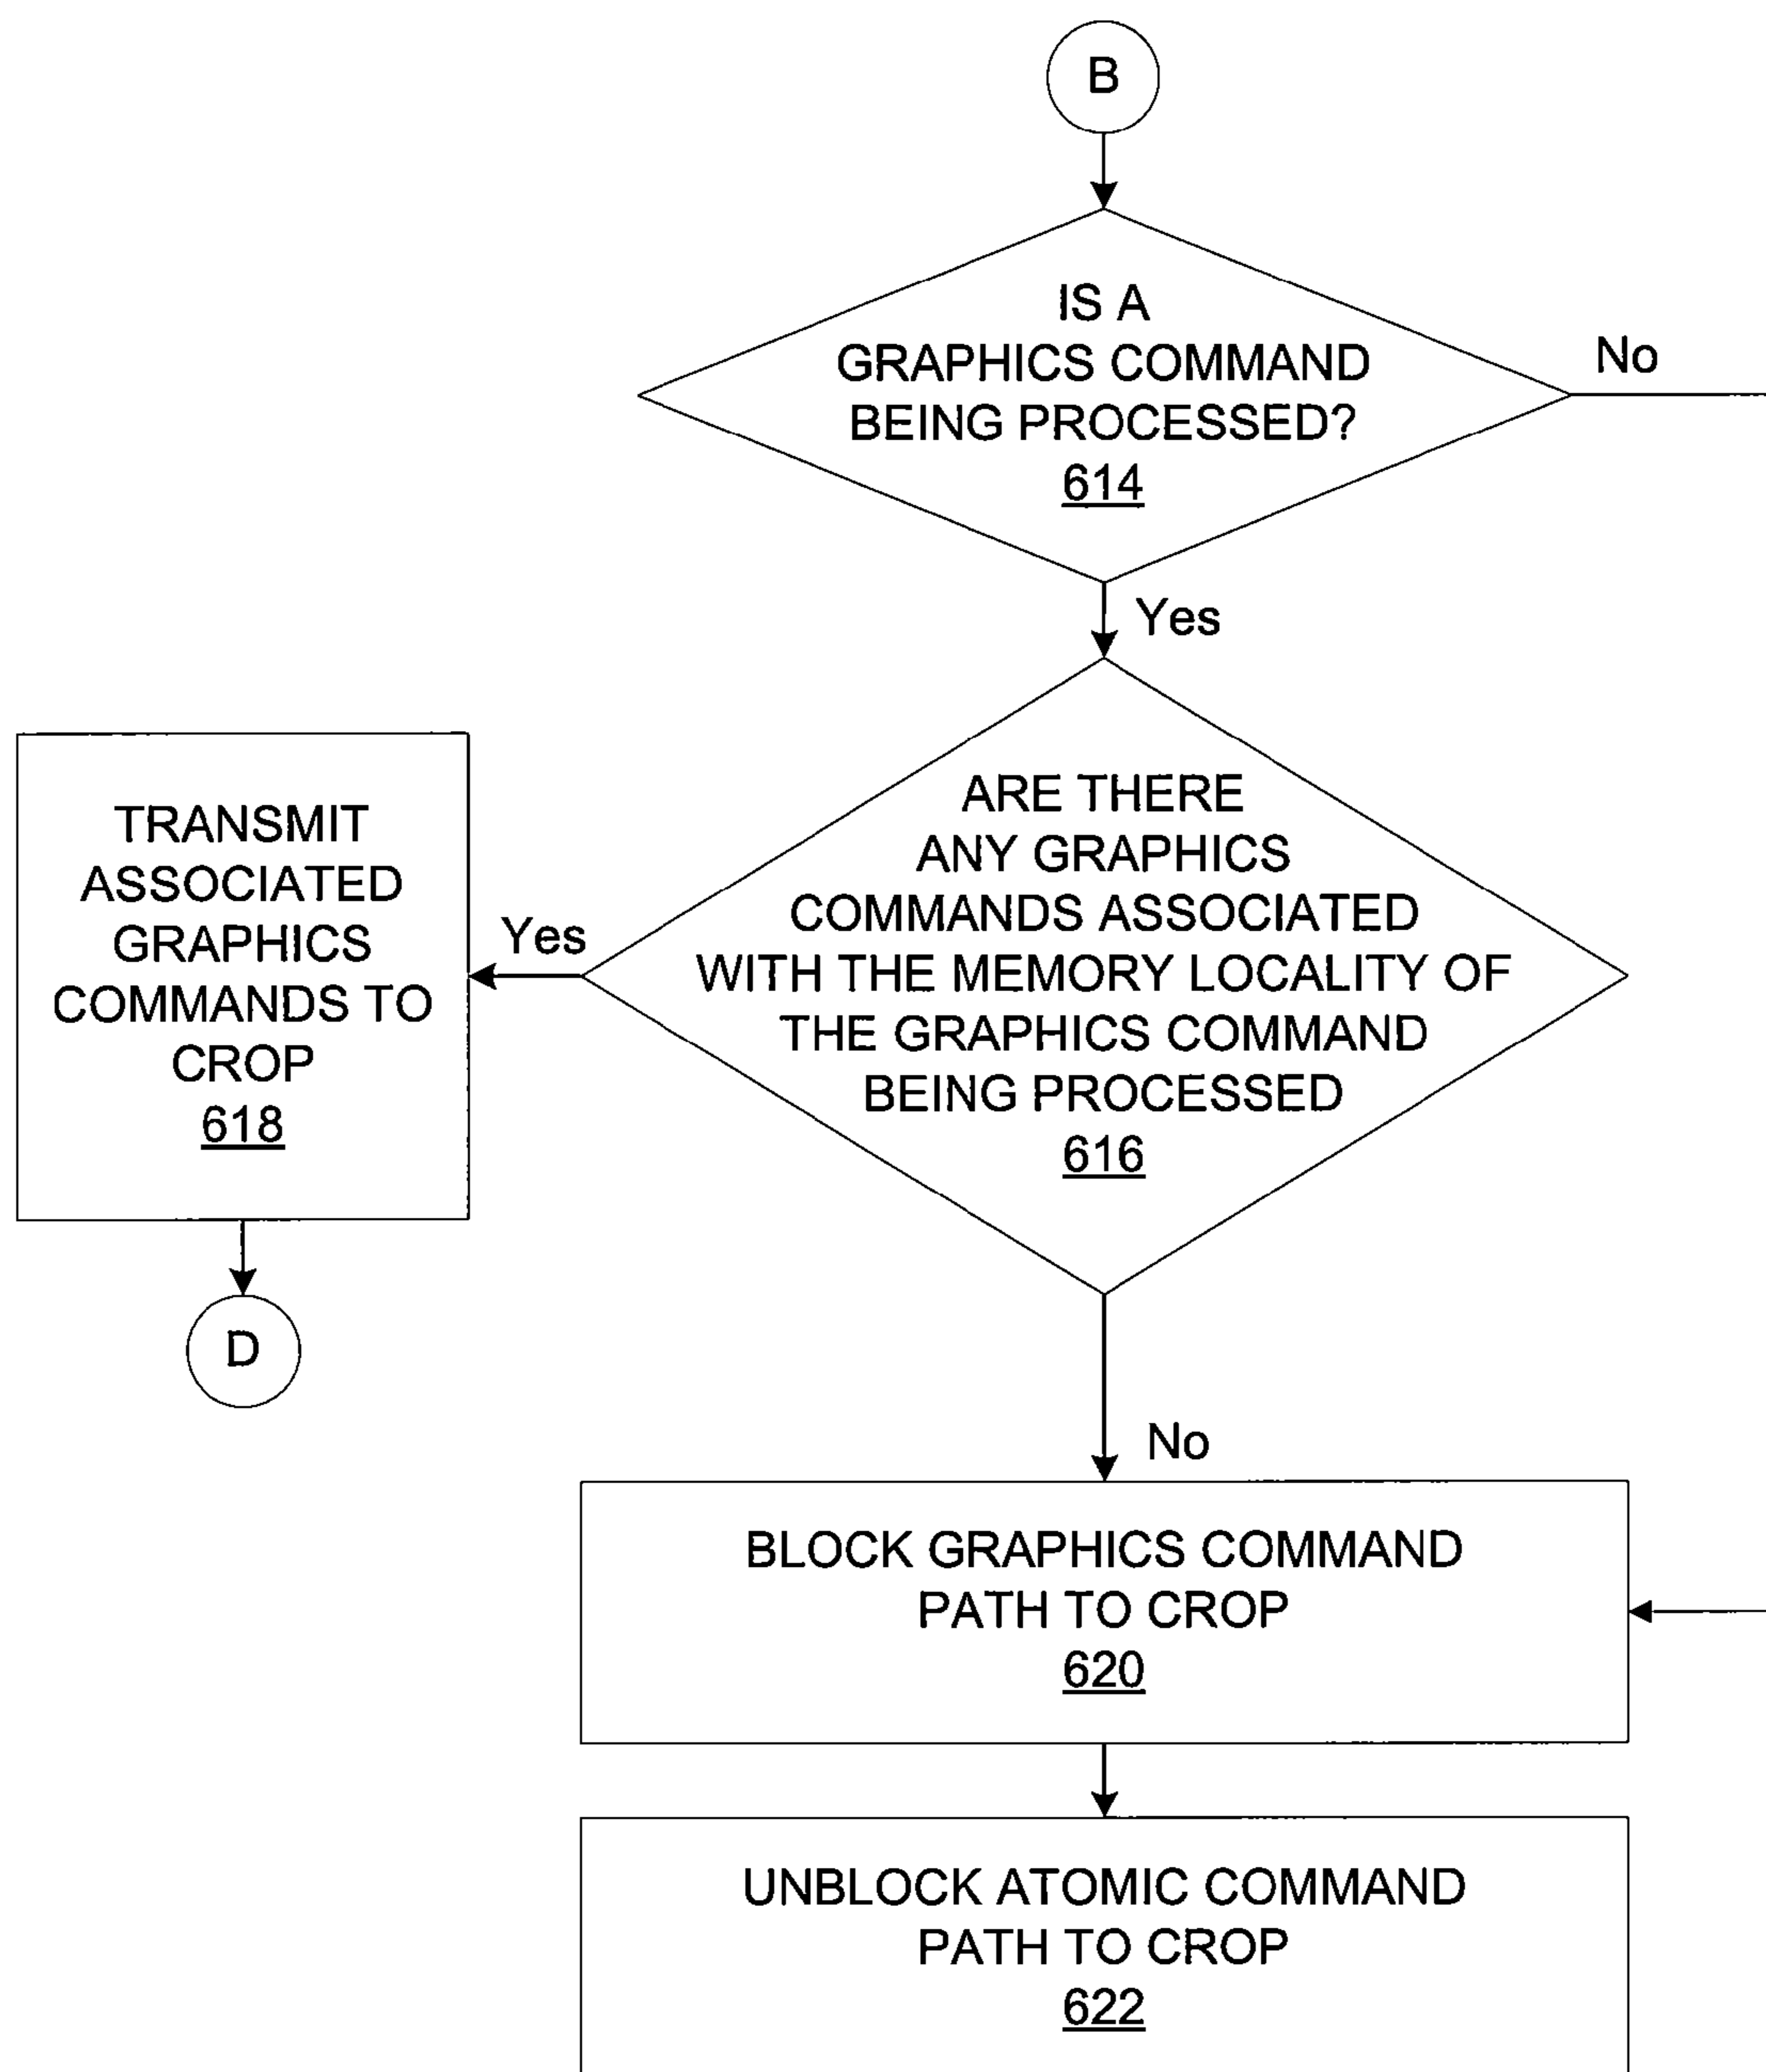 B
IS A
GRAPHICS COMMAND
BEING PROCESSED?
614
No
Yes
ARE THERE
ANY GRAPHICS
COMMANDS ASSOCIATED
WITH THE MEMORY LOCALITY OF
THE GRAPHICS COMMAND
BEING PROCESSED
616
Yes
TRANSMIT
ASSOCIATED
GRAPHICS
COMMANDS TO
CROP
618
D
No
BLOCK GRAPHICS COMMAND
PATH TO CROP
620
UNBLOCK ATOMIC COMMAND
PATH TO CROP
622